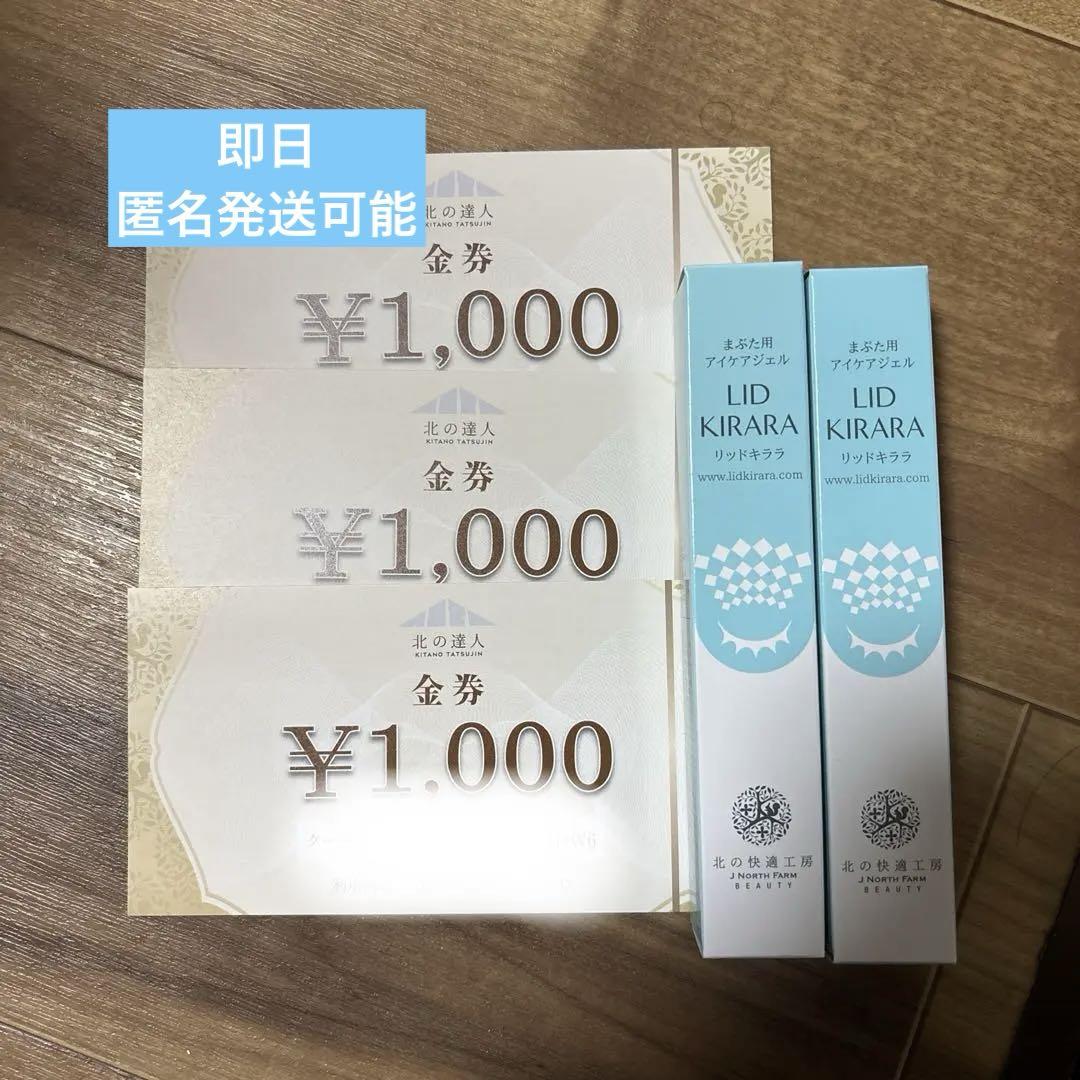 即日
匿名発送可能
北の達人
KITANO TATSUJIN
金券
¥1,000
北の達人
KITANO TATSUJIN
金券
¥1,000
北の達人
KITANO TATSUJIN
金券
¥1,000
まぶた用
アイケアジェル
LID
KIRARA
リッドキララ
www.lidkirara.com
北の快適工房
J NORTH FARM
BEAUTY
まぶた用
アイケアジェル
LID
KIRARA
リッドキララ
www.lidkirara.com
北の快適工房
J NORTH FARM
BEAUTY